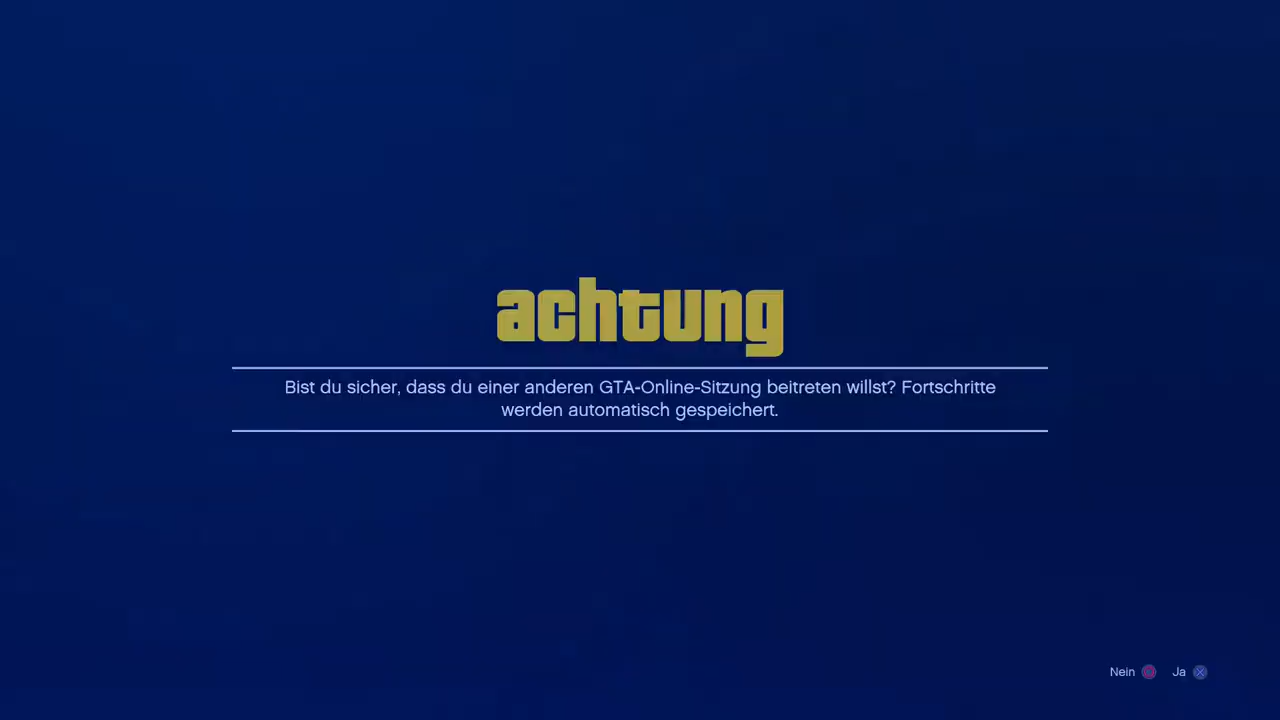 achtung
Bist du sicher, dass du einer anderen GTA-Online-Sitzung beitreten willst? Fortschritte
werden automatisch gespeichert.
Nein Ja